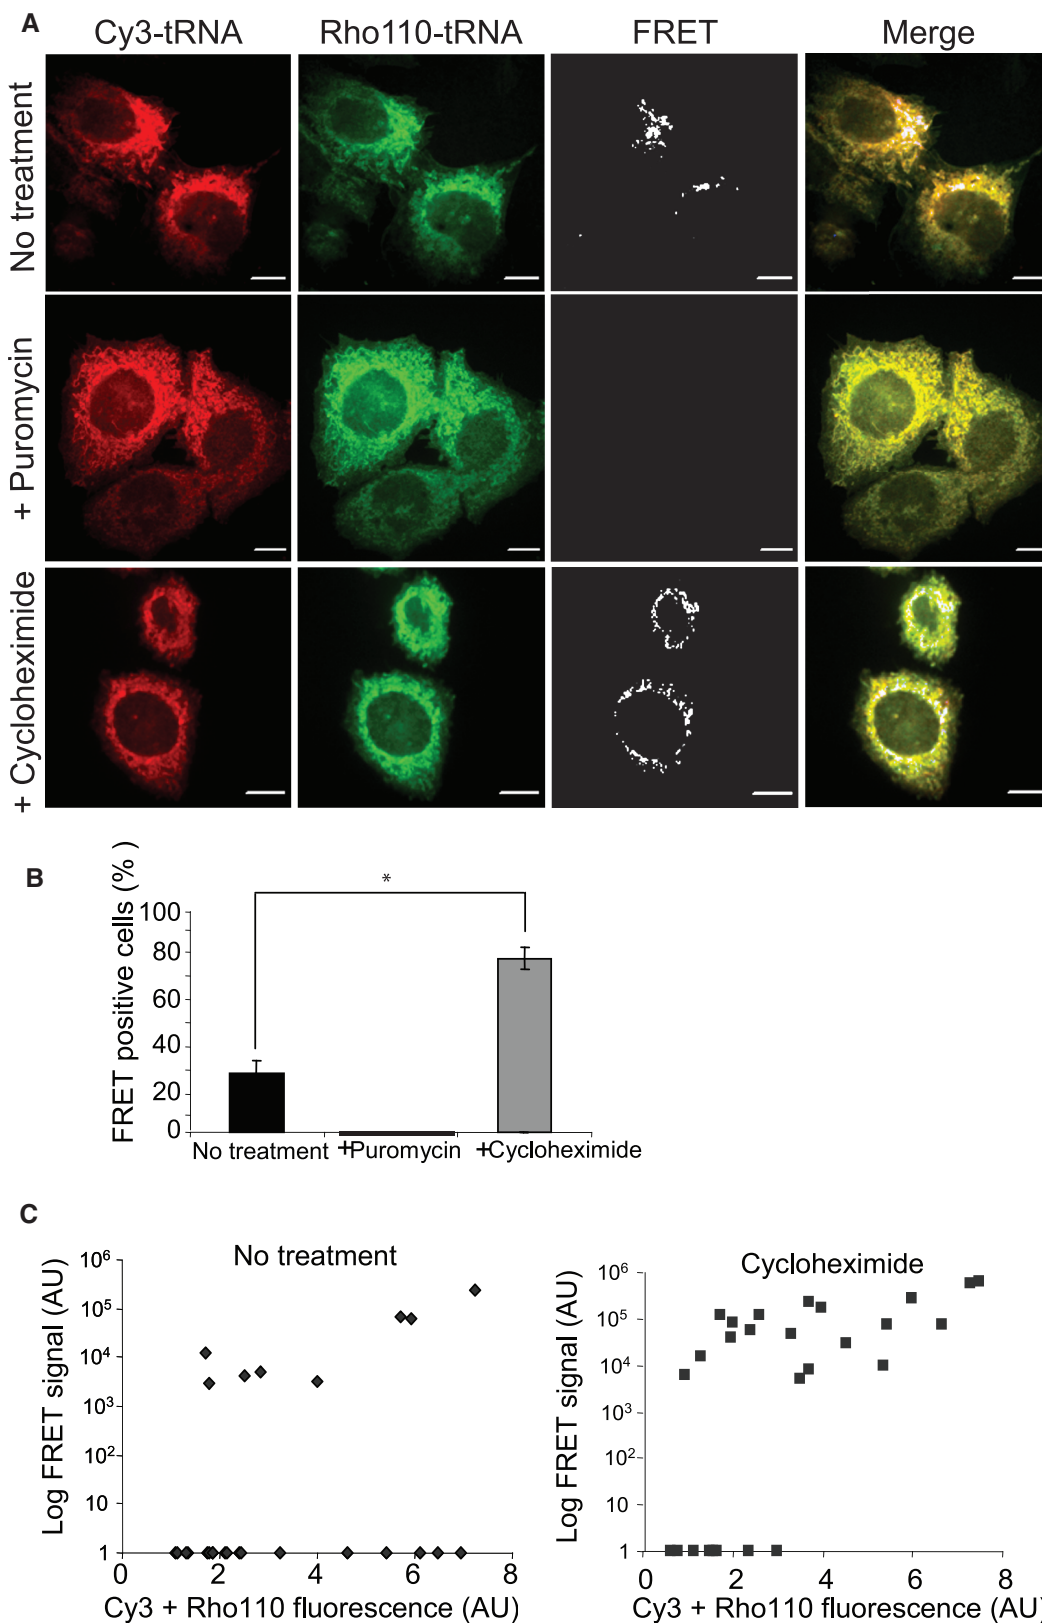 A
Cy3-tRNA Rho110-tRNA FRET Merge
No treatment
+ Puromycin
+ Cycloheximide
B
FRET positive cells (%)
*
100
80
60
40
20
0
No treatment +Puromycin +Cycloheximide
C
No treatment
Log FRET signal (AU)
10⁶
10⁵
10⁴
10³
10²
10
1
0 2 4 6 8
Cy3 + Rho110 fluorescence (AU)
Cycloheximide
Log FRET signal (AU)
10⁶
10⁵
10⁴
10³
10²
10
1
0 2 4 6 8
Cy3 + Rho110 fluorescence (AU)